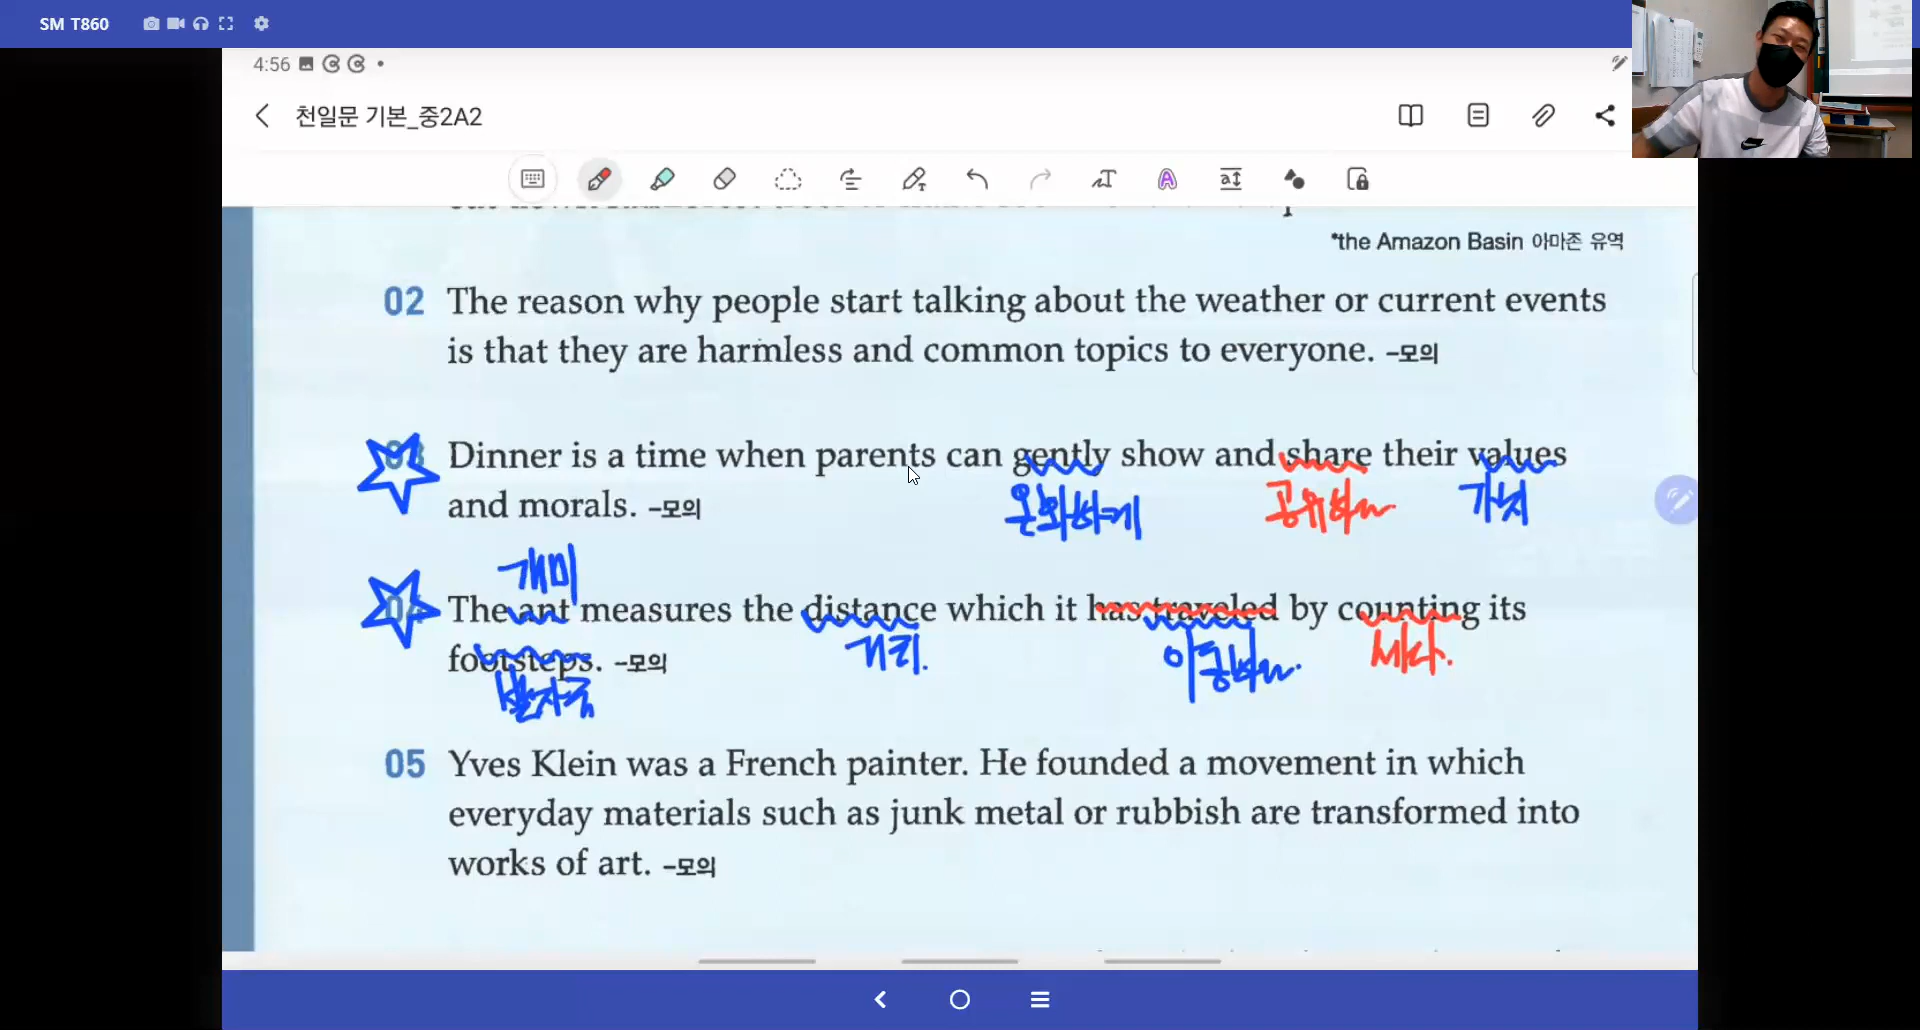 SM T860
4:56
천일문 기본_중2A2
*the Amazon Basin 아마존 유역
02 The reason why people start talking about the weather or current events
is that they are harmless and common topics to everyone. –모의
03 Dinner is a time when parents can gently show and share their values
and morals. –모의
온화하게 공유하다 가치
개미
04 The ant measures the distance which it has traveled by counting its
footsteps. –모의
거리. 이동하다. 세다.
발자국
05 Yves Klein was a French painter. He founded a movement in which
everyday materials such as junk metal or rubbish are transformed into
works of art. –모의